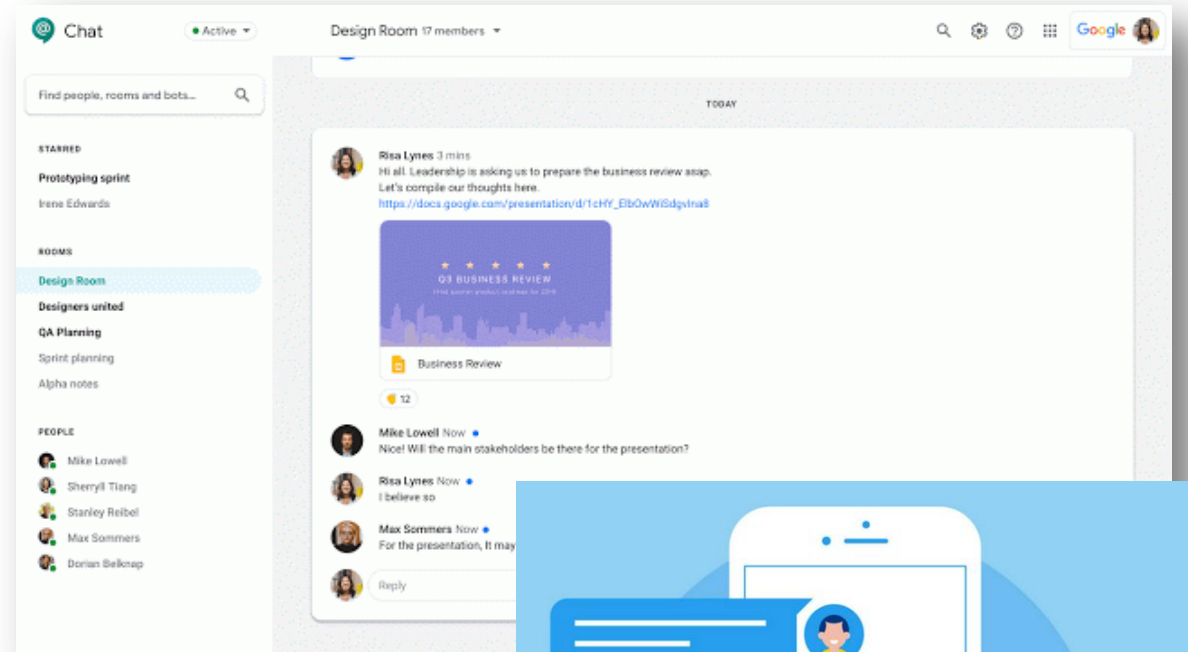 Chat
Active
Design Room 17 members
Google
Find people, rooms and bots...
TODAY
STARRED
Prototyping sprint
Irene Edwards
ROOMS
Design Room
Designers united
QA Planning
Sprint planning
Alpha notes
PEOPLE
Mike Lowell
Sherryll Tiang
Stanley Reibel
Max Sommers
Dorian Belknap
Risa Lynes 3 mins
Hi all. Leadership is asking us to prepare the business review asap.
Let's compile our thoughts here.
https://docs.google.com/presentation/d/1cHY_ElbOwWiSdgvIna8
Q3 BUSINESS REVIEW
Business Review
12
Mike Lowell Now
Nice! Will the main stakeholders be there for the presentation?
Risa Lynes Now
I believe so
Max Sommers Now
For the presentation, It may
Reply